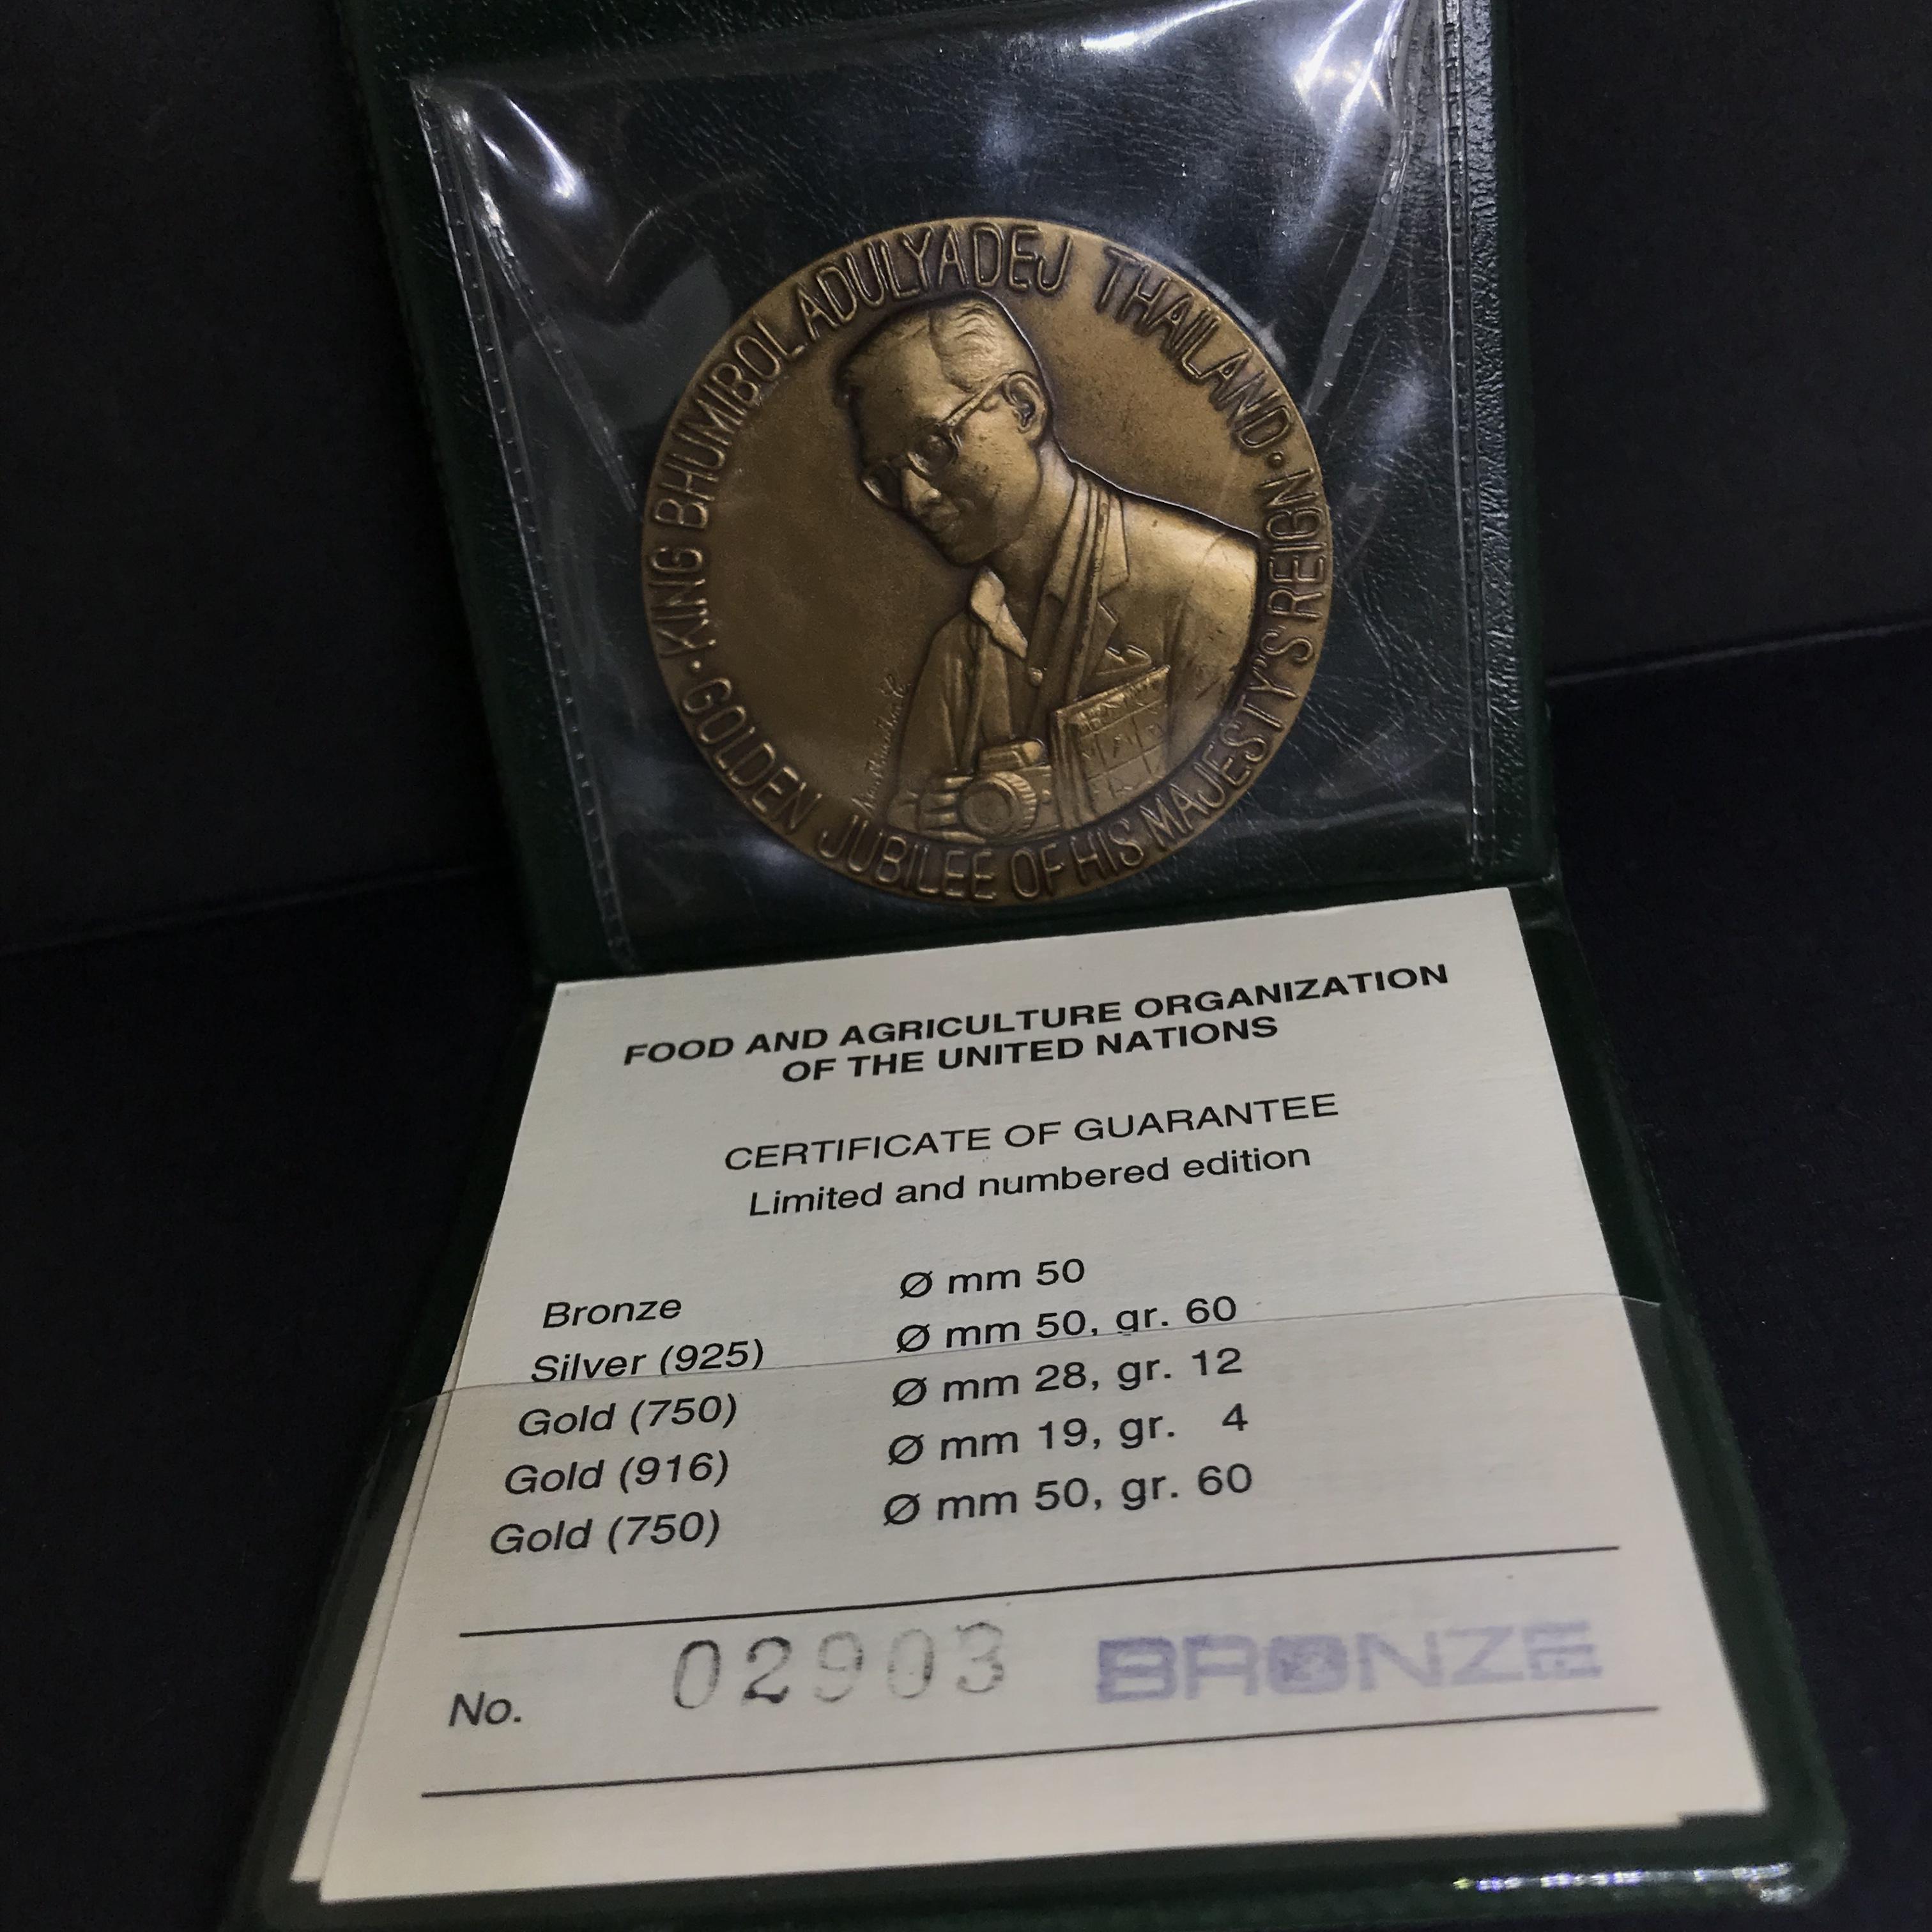 ·KING BHUMIBOL ADULYADEJ THAILAND·
GOLDEN JUBILEE OF HIS MAJESTY'S REIGN
FOOD AND AGRICULTURE ORGANIZATION
OF THE UNITED NATIONS
CERTIFICATE OF GUARANTEE
Limited and numbered edition
Bronze Ø mm 50
Silver (925) Ø mm 50, gr. 60
Gold (750) Ø mm 28, gr. 12
Gold (916) Ø mm 19, gr. 4
Gold (750) Ø mm 50, gr. 60
No. 02903 BRONZE